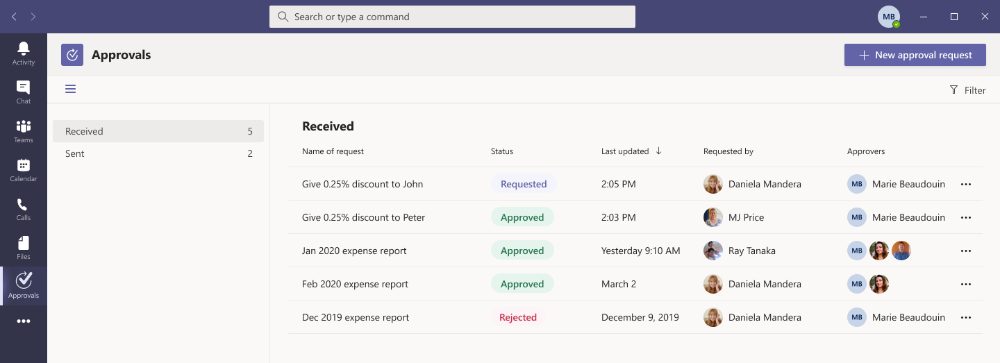 Search or type a command
MB
Activity
Chat
Teams
Calendar
Calls
Files
Approvals
Approvals
New approval request
Filter
Received 5
Sent 2
Received
Name of request Status Last updated Requested by Approvers
Give 0.25% discount to John Requested 2:05 PM Daniela Mandera MB Marie Beaudouin
Give 0.25% discount to Peter Approved 2:03 PM MJ Price MB Marie Beaudouin
Jan 2020 expense report Approved Yesterday 9:10 AM Ray Tanaka MB
Feb 2020 expense report Approved March 2 Daniela Mandera MB
Dec 2019 expense report Rejected December 9, 2019 Daniela Mandera MB Marie Beaudouin